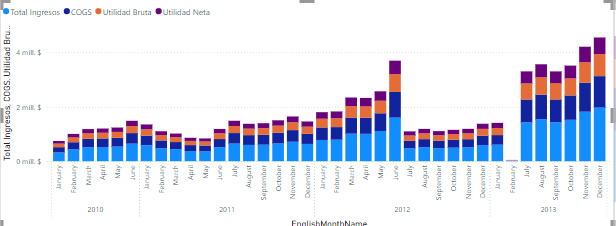 Total Ingresos COGS Utilidad Bruta Utilidad Neta
Total Ingresos, COGS, Utilidad Bru...
4 mill. $
2 mill. $
0 mill. $
January February March April May June January February March April May June July August September October November December January February March April May June July August September October November December January February July August September October November December
2010 2011 2012 2013
EnglishMonthName